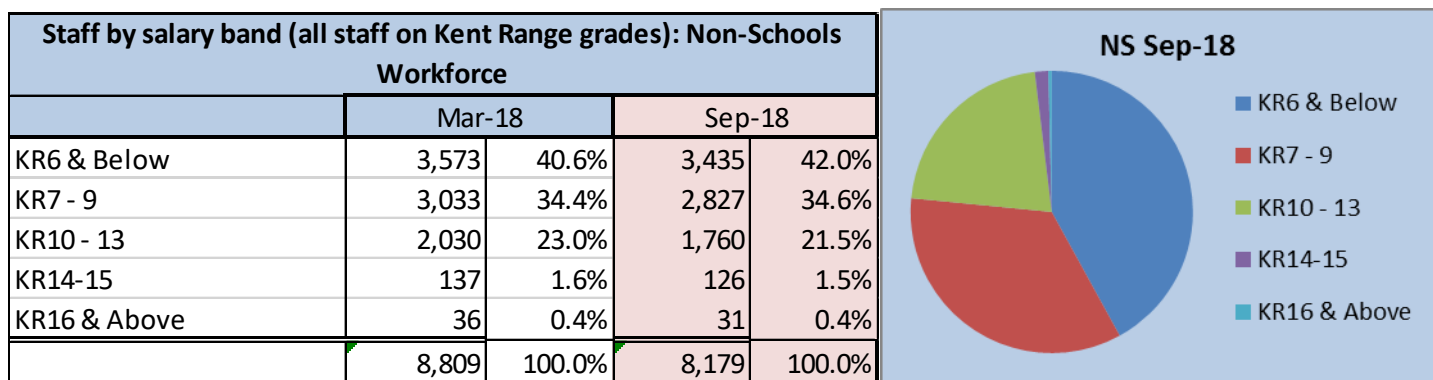 Staff by salary band (all staff on Kent Range grades): Non-Schools
Workforce
Mar-18 Sep-18
KR6 & Below 3,573 40.6% 3,435 42.0%
KR7 - 9 3,033 34.4% 2,827 34.6%
KR10 - 13 2,030 23.0% 1,760 21.5%
KR14-15 137 1.6% 126 1.5%
KR16 & Above 36 0.4% 31 0.4%
8,809 100.0% 8,179 100.0%
NS Sep-18
KR6 & Below
KR7 - 9
KR10 - 13
KR14-15
KR16 & Above